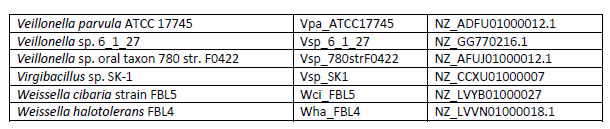 Veillonella parvula ATCC 17745 Vpa_ATCC17745 NZ_ADFU01000012.1
Veillonella sp. 6_1_27 Vsp_6_1_27 NZ_GG770216.1
Veillonella sp. oral taxon 780 str. F0422 Vsp_780strF0422 NZ_AFUJ01000012.1
Virgibacillus sp. SK-1 Vsp_SK1 NZ_CCXU01000007
Weissella cibaria strain FBL5 Wci_FBL5 NZ_LVYB01000027
Weissella halotolerans FBL4 Wha_FBL4 NZ_LVVN01000018.1